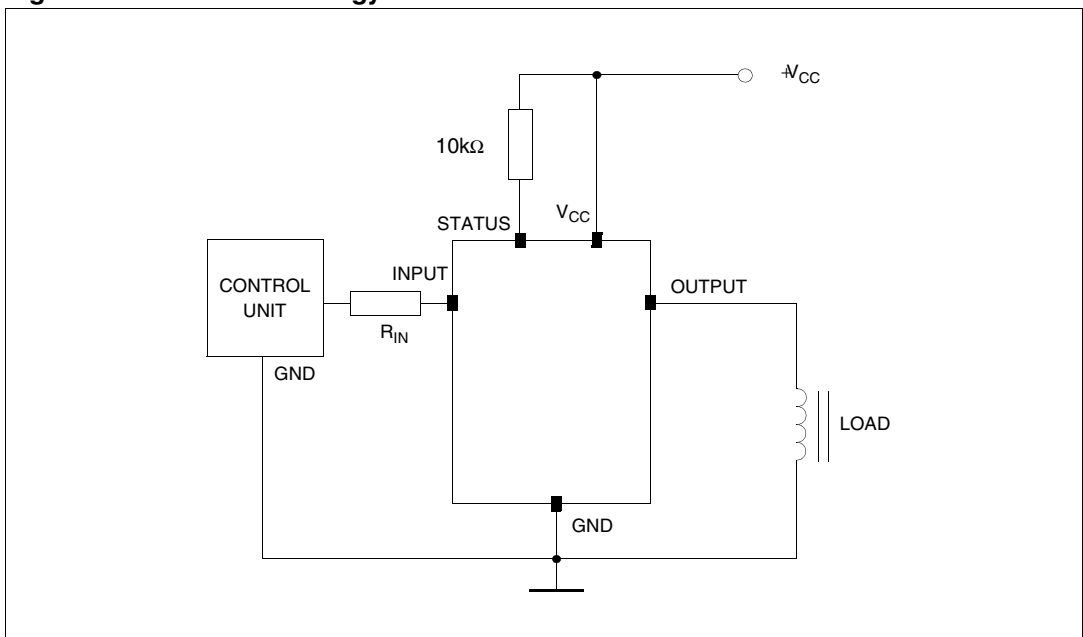 +VCC
10kΩ
STATUS
VCC
INPUT
OUTPUT
CONTROL
UNIT
RIN
GND
LOAD
GND